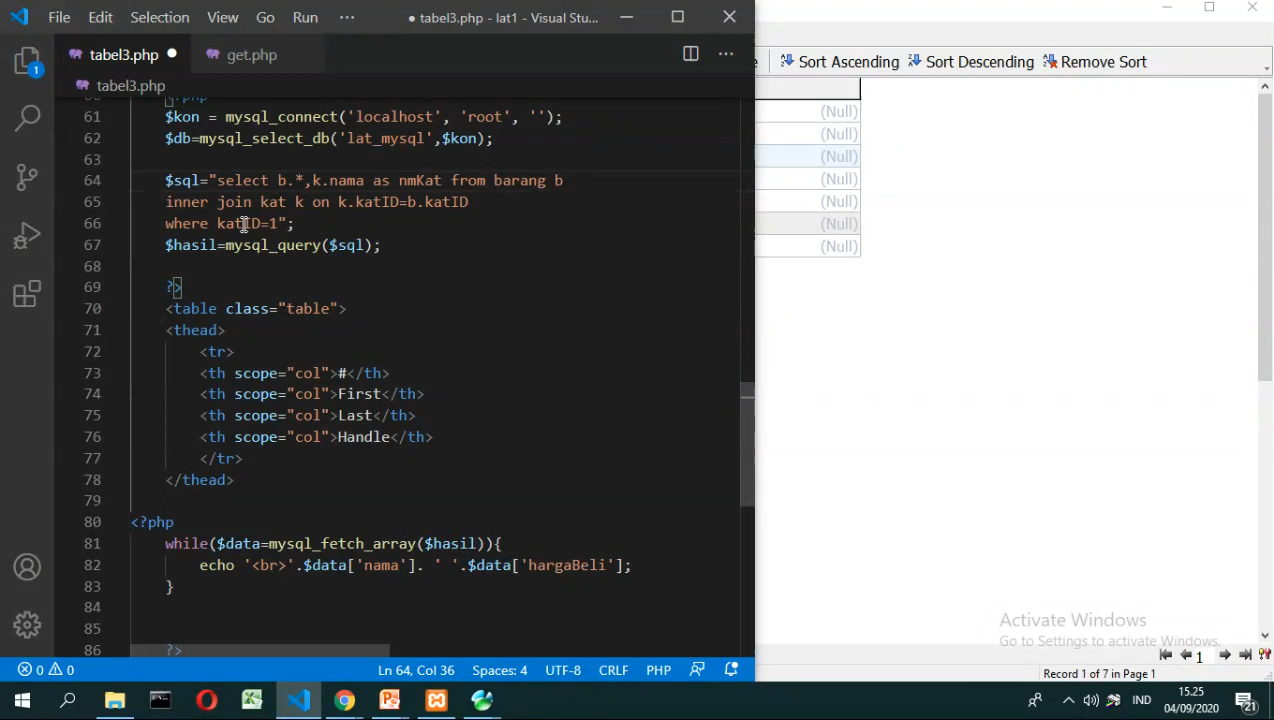 File Edit Selection View Go Run ··· ● tabel3.php - lat1 - Visual Stu...
tabel3.php ● get.php
tabel3.php
Sort Ascending Sort Descending Remove Sort
61 $kon = mysql_connect('localhost', 'root', '');
62 $db=mysql_select_db('lat_mysql',$kon);
63
64 $sql="select b.*,k.nama as nmKat from barang b
65 inner join kat k on k.katID=b.katID
66 where katID=1";
67 $hasil=mysql_query($sql);
68
69 ?>
70 <table class="table">
71 <thead>
72 <tr>
73 <th scope="col">#</th>
74 <th scope="col">First</th>
75 <th scope="col">Last</th>
76 <th scope="col">Handle</th>
77 </tr>
78 </thead>
79
80 <?php
81 while($data=mysql_fetch_array($hasil)){
82 echo '<br>'.$data['nama']. ' '.$data['hargaBeli'];
83 }
84
85
86 ?>
(Null)
(Null)
(Null)
(Null)
(Null)
(Null)
(Null)
1
Activate Windows
Go to Settings to activate Windows.
1
Record 1 of 7 in Page 1
0 0 Ln 64, Col 36 Spaces: 4 UTF-8 CRLF PHP
IND
15.25
04/09/2020
21